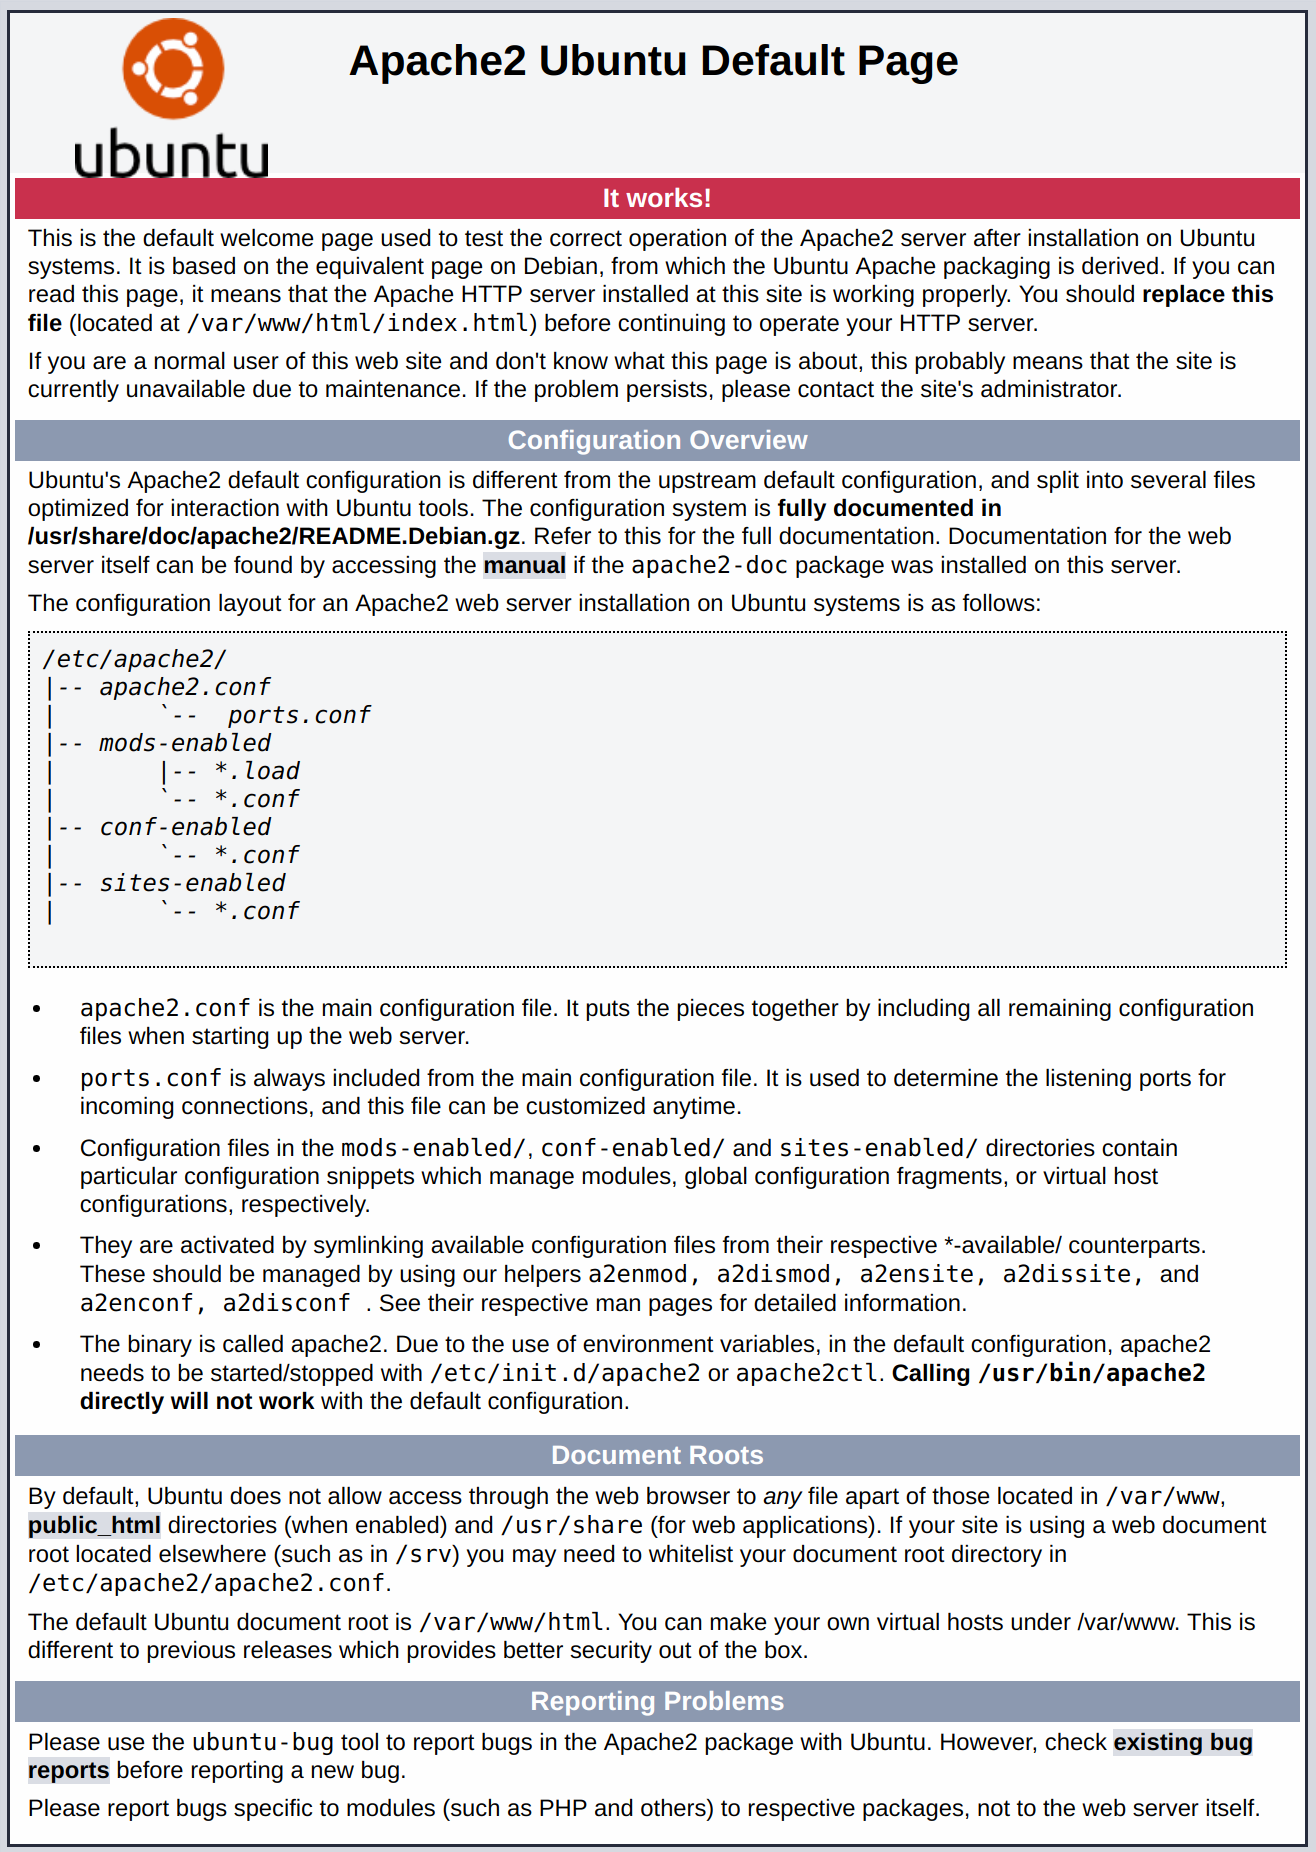 ubuntu
Apache2 Ubuntu Default Page
It works!
This is the default welcome page used to test the correct operation of the Apache2 server after installation on Ubuntu
systems. It is based on the equivalent page on Debian, from which the Ubuntu Apache packaging is derived. If you can
read this page, it means that the Apache HTTP server installed at this site is working properly. You should replace this
file (located at /var/www/html/index.html) before continuing to operate your HTTP server.
If you are a normal user of this web site and don't know what this page is about, this probably means that the site is
currently unavailable due to maintenance. If the problem persists, please contact the site's administrator.
Configuration Overview
Ubuntu's Apache2 default configuration is different from the upstream default configuration, and split into several files
optimized for interaction with Ubuntu tools. The configuration system is fully documented in
/usr/share/doc/apache2/README.Debian.gz. Refer to this for the full documentation. Documentation for the web
server itself can be found by accessing the manual if the apache2-doc package was installed on this server.
The configuration layout for an Apache2 web server installation on Ubuntu systems is as follows:
/etc/apache2/
|-- apache2.conf
|       `--  ports.conf
|-- mods-enabled
|       |-- *.load
|       `-- *.conf
|-- conf-enabled
|       `-- *.conf
|-- sites-enabled
|       `-- *.conf
• apache2.conf is the main configuration file. It puts the pieces together by including all remaining configuration
files when starting up the web server.
• ports.conf is always included from the main configuration file. It is used to determine the listening ports for
incoming connections, and this file can be customized anytime.
• Configuration files in the mods-enabled/, conf-enabled/ and sites-enabled/ directories contain
particular configuration snippets which manage modules, global configuration fragments, or virtual host
configurations, respectively.
• They are activated by symlinking available configuration files from their respective *-available/ counterparts.
These should be managed by using our helpers a2enmod, a2dismod, a2ensite, a2dissite, and
a2enconf, a2disconf . See their respective man pages for detailed information.
• The binary is called apache2. Due to the use of environment variables, in the default configuration, apache2
needs to be started/stopped with /etc/init.d/apache2 or apache2ctl. Calling /usr/bin/apache2
directly will not work with the default configuration.
Document Roots
By default, Ubuntu does not allow access through the web browser to any file apart of those located in /var/www,
public_html directories (when enabled) and /usr/share (for web applications). If your site is using a web document
root located elsewhere (such as in /srv) you may need to whitelist your document root directory in
/etc/apache2/apache2.conf.
The default Ubuntu document root is /var/www/html. You can make your own virtual hosts under /var/www. This is
different to previous releases which provides better security out of the box.
Reporting Problems
Please use the ubuntu-bug tool to report bugs in the Apache2 package with Ubuntu. However, check existing bug
reports before reporting a new bug.
Please report bugs specific to modules (such as PHP and others) to respective packages, not to the web server itself.